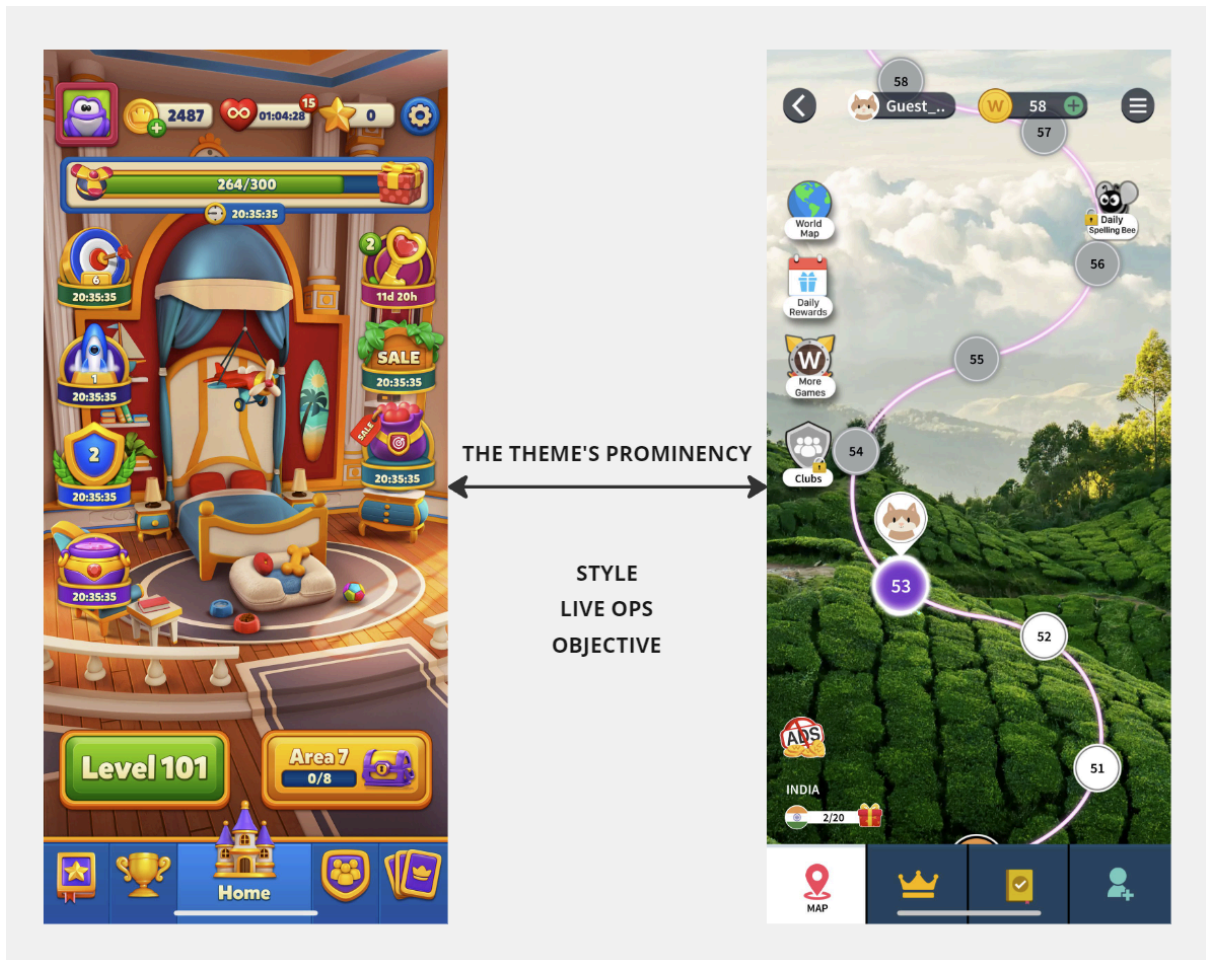 2487
15
01:04:28
0
264/300
20:35:35
6
20:35:35
1
20:35:35
2
20:35:35
20:35:35
2
11d 20h
SALE
20:35:35
SALE
20:35:35
Level 101
Area 7
0/8
Home
THE THEME'S PROMINENCY
STYLE
LIVE OPS
OBJECTIVE
58
Guest_..
W
58
57
World
Map
Daily
Spelling Bee
56
Daily
Rewards
55
W
More
Games
54
Clubs
53
52
ADS
51
INDIA
2/20
MAP